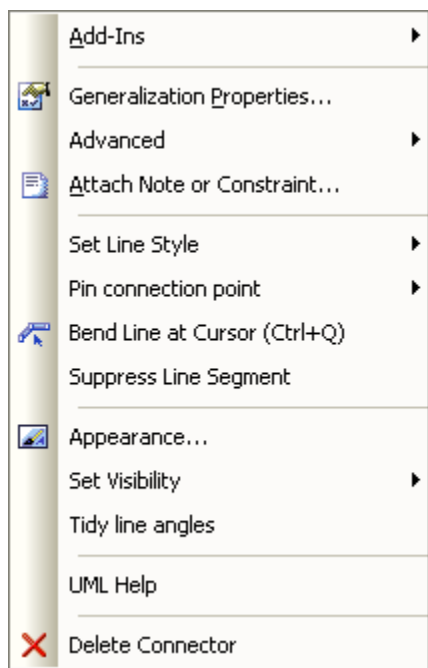 Add-Ins
Generalization Properties...
Advanced
Attach Note or Constraint...
Set Line Style
Pin connection point
Bend Line at Cursor (Ctrl+Q)
Suppress Line Segment
Appearance...
Set Visibility
Tidy line angles
UML Help
Delete Connector